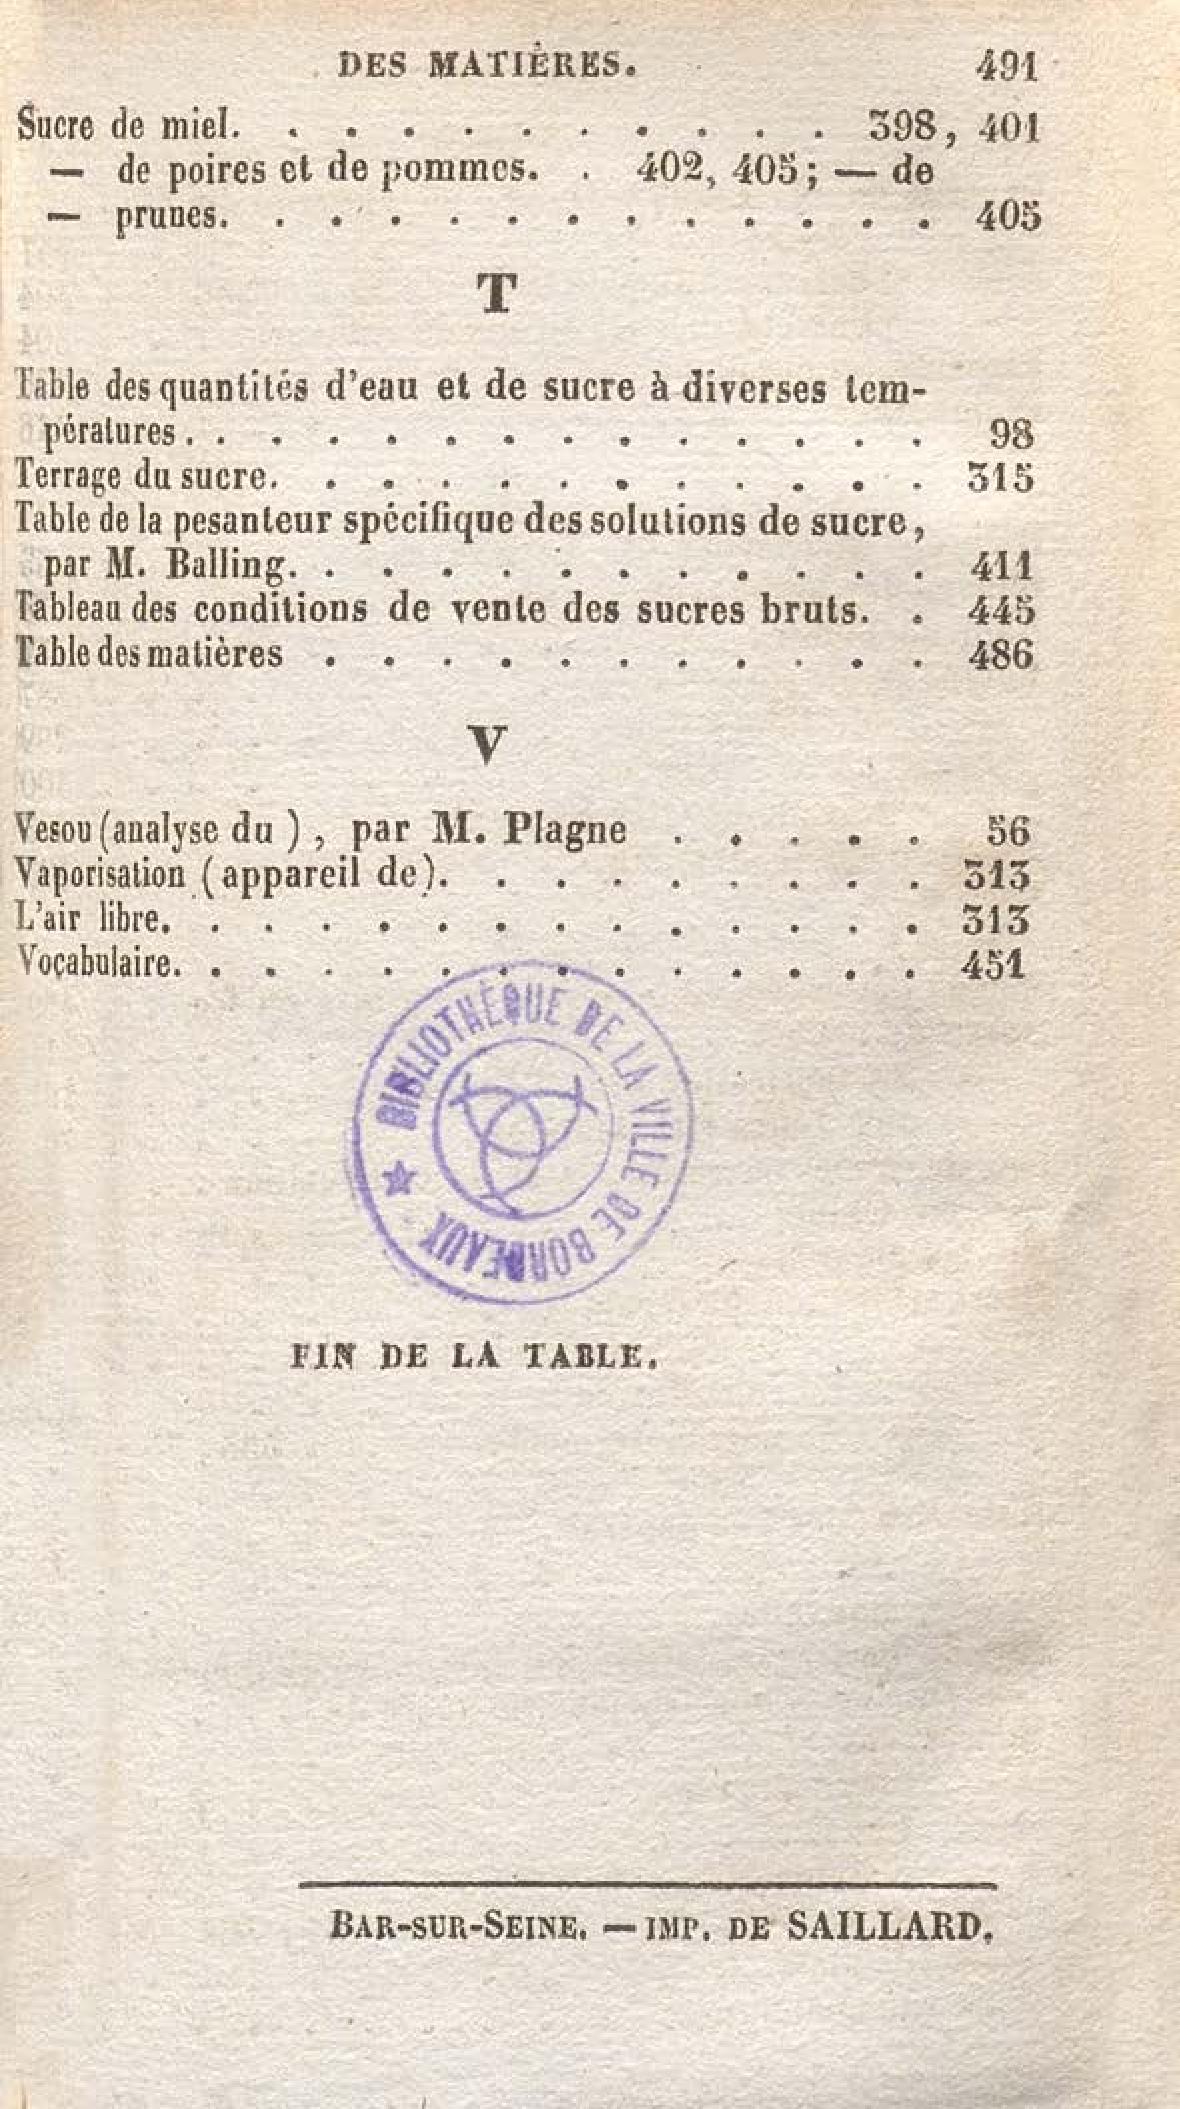 DES MATIÈRES. 491
Sucre de miel. . . . . . . . . . . 398, 401
— de poires et de pommes. . 402, 405; — de
— prunes. . . . . . . . . . . . . 405
T
Table des quantités d'eau et de sucre à diverses tem-
pératures . . . . . . . . . . . . . . 98
Terrage du sucre. . . . . . . . . . . . 315
Table de la pesanteur spécifique des solutions de sucre,
par M. Balling. . . . . . . . . . . . 411
Tableau des conditions de vente des sucres bruts. . 445
Table des matières . . . . . . . . . . . 486
V
Vesou (analyse du ), par M. Plagne . . . . . 56
Vaporisation ( appareil de). . . . . . . . . 313
L'air libre. . . . . . . . . . . . . . 313
Vocabulaire. . . . . . . . . . . . . . 451
BIBLIOTHÈQUE DE LA VILLE DE BORDEAUX
FIN DE LA TABLE.
BAR-SUR-SEINE. — IMP. DE SAILLARD.